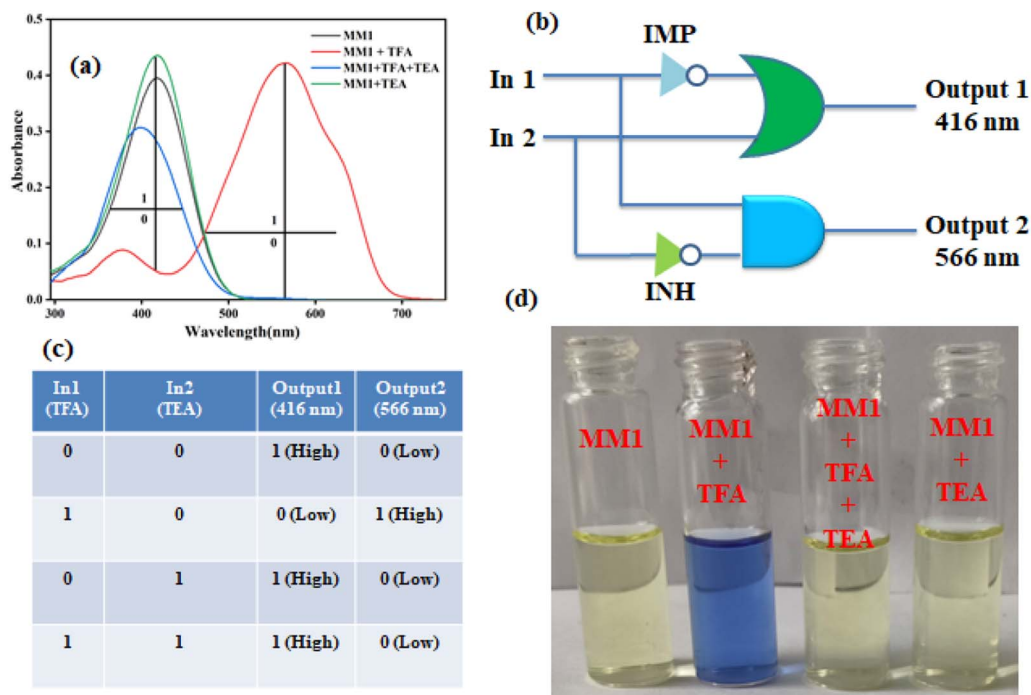 (a)
0.5
0.4
0.3
0.2
0.1
0.0
Absorbance
300
400
500
600
700
Wavelength(nm)
MM1
MM1 + TFA
MM1+TFA+TEA
MM1+TEA
1
0
1
0
(b)
IMP
In 1
In 2
INH
Output 1
416 nm
Output 2
566 nm
(c)
In1
(TFA)
In2
(TEA)
Output1
(416 nm)
Output2
(566 nm)
0 0 1 (High) 0 (Low)
1 0 0 (Low) 1 (High)
0 1 1 (High) 0 (Low)
1 1 1 (High) 0 (Low)
(d)
MM1
MM1
+
TFA
MM1
+
TFA
+
TEA
MM1
+
TEA